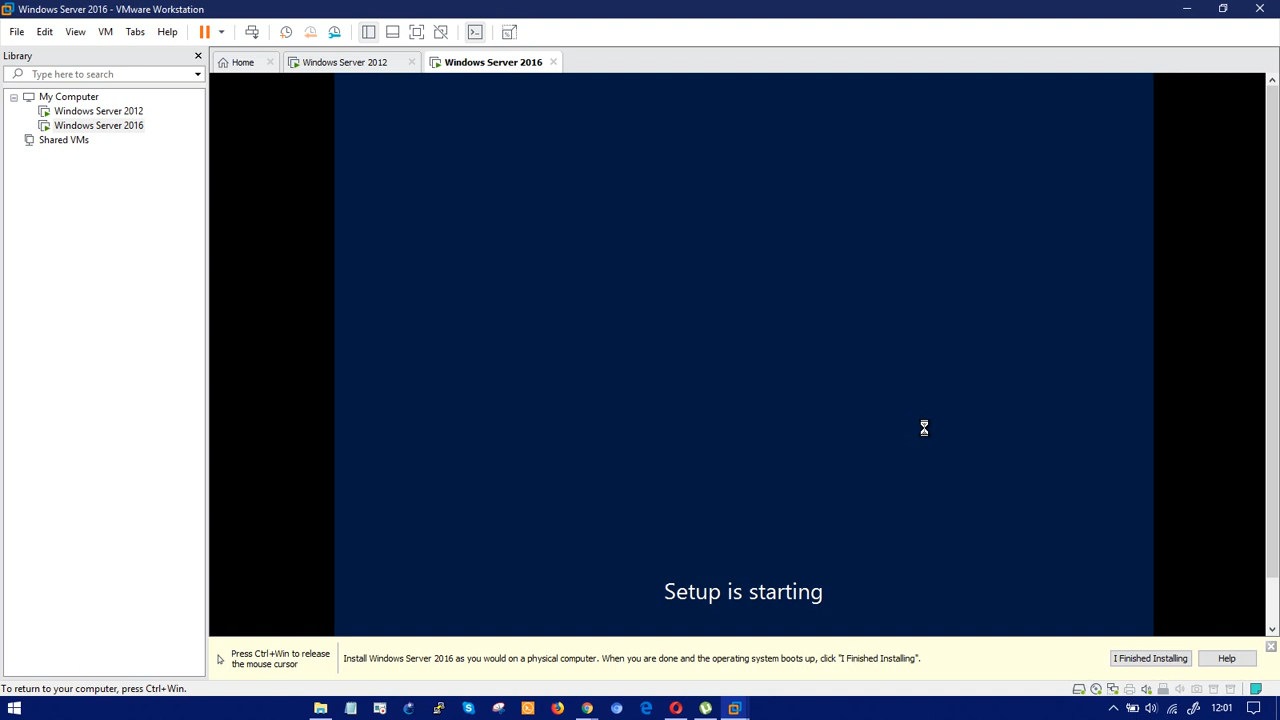 Windows Server 2016 - VMware Workstation
File Edit View VM Tabs Help
Library
Type here to search
My Computer
Windows Server 2012
Windows Server 2016
Shared VMs
Home
Windows Server 2012
Windows Server 2016
Setup is starting
Press Ctrl+Win to release
the mouse cursor
Install Windows Server 2016 as you would on a physical computer. When you are done and the operating system boots up, click "I Finished Installing".
I Finished Installing
Help
To return to your computer, press Ctrl+Win.
12:01